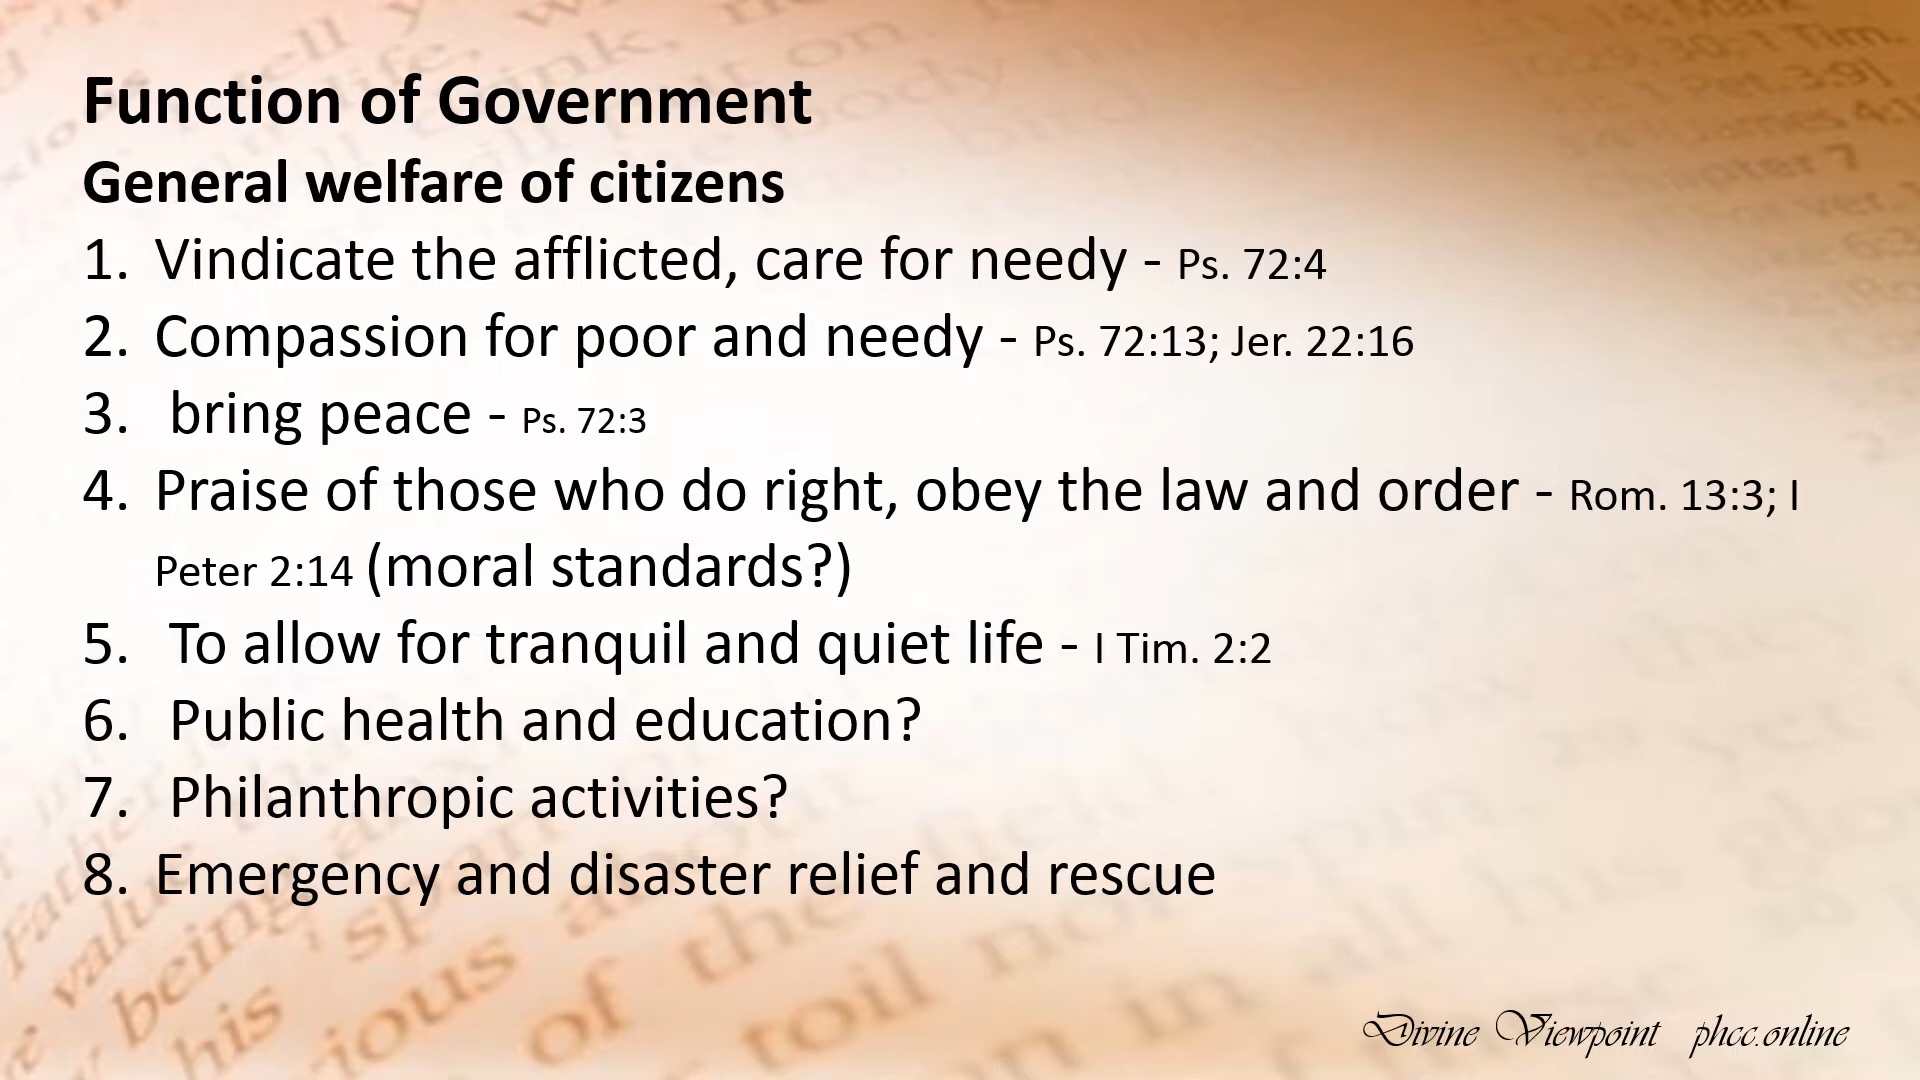 Function of Government
General welfare of citizens
1. Vindicate the afflicted, care for needy - Ps. 72:4
2. Compassion for poor and needy - Ps. 72:13; Jer. 22:16
3. bring peace - Ps. 72:3
4. Praise of those who do right, obey the law and order - Rom. 13:3; I
Peter 2:14 (moral standards?)
5. To allow for tranquil and quiet life - I Tim. 2:2
6. Public health and education?
7. Philanthropic activities?
8. Emergency and disaster relief and rescue
Divine Viewpoint phcc.online